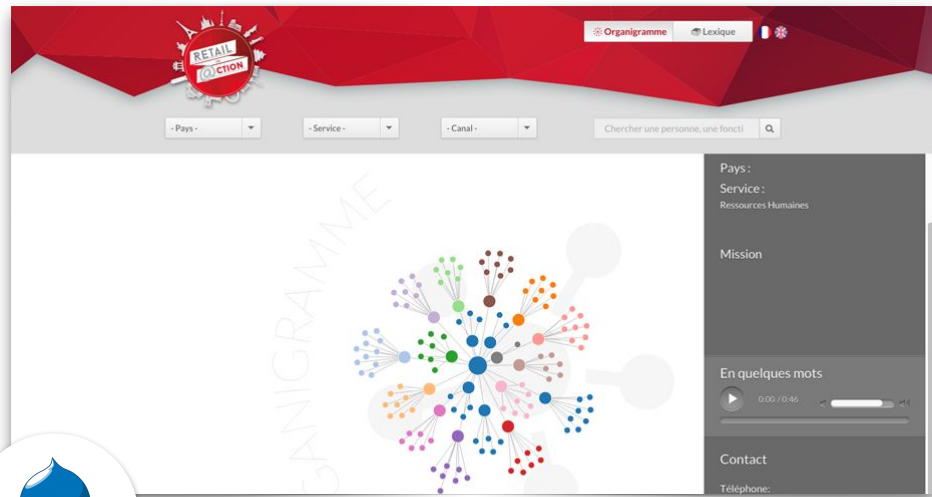 RETAIL
IN
@CTION
Organigramme
Lexique
- Pays -
- Service -
- Canal -
Chercher une personne, une foncti
ORGANIGRAMME
Pays :
Service :
Ressources Humaines
Mission
En quelques mots
0:00 / 0:46
Contact
Téléphone: